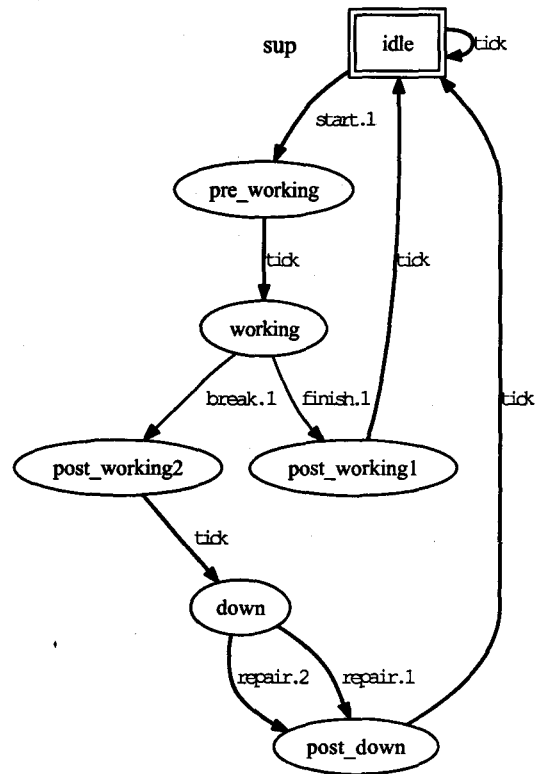 sup
idle
tick
start.1
pre_working
tick
tick
working
break.1
finish.1
tick
post_working2
post_working1
tick
down
repair.2
repair.1
post_down